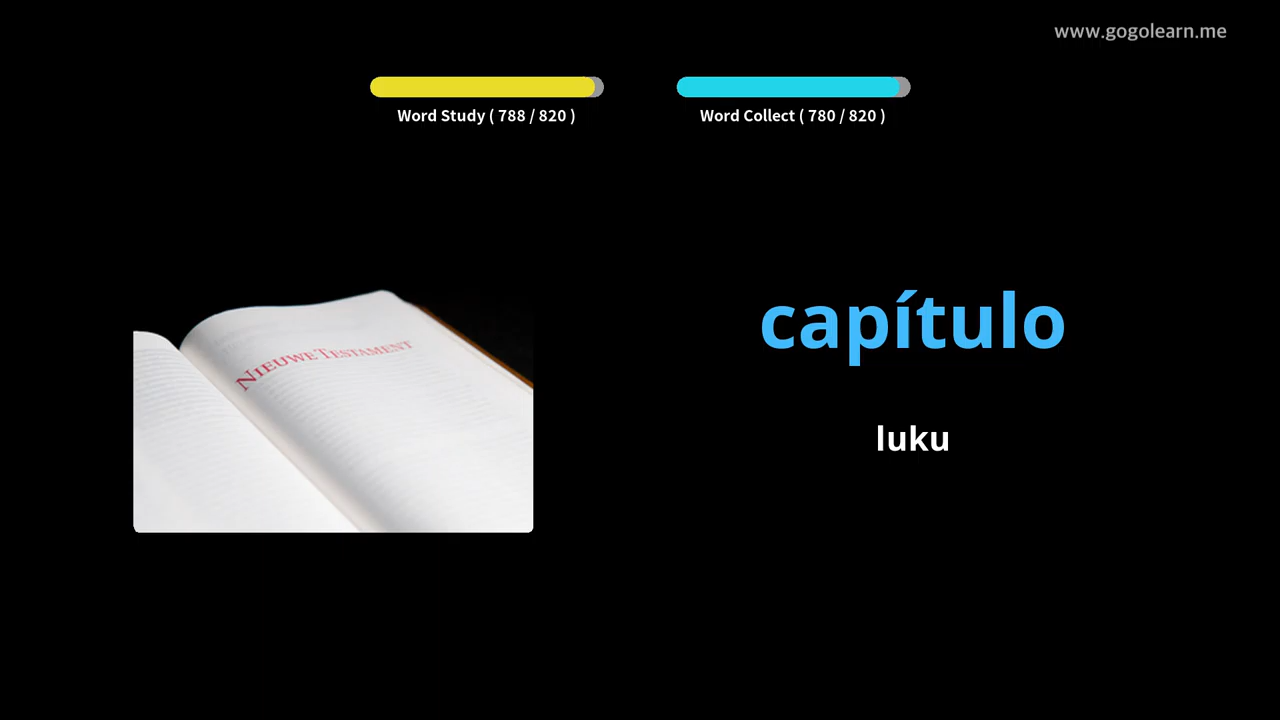 www.gogolearn.me
Word Study ( 788 / 820 )
Word Collect ( 780 / 820 )
NIEUWE TESTAMENT
capítulo
luku